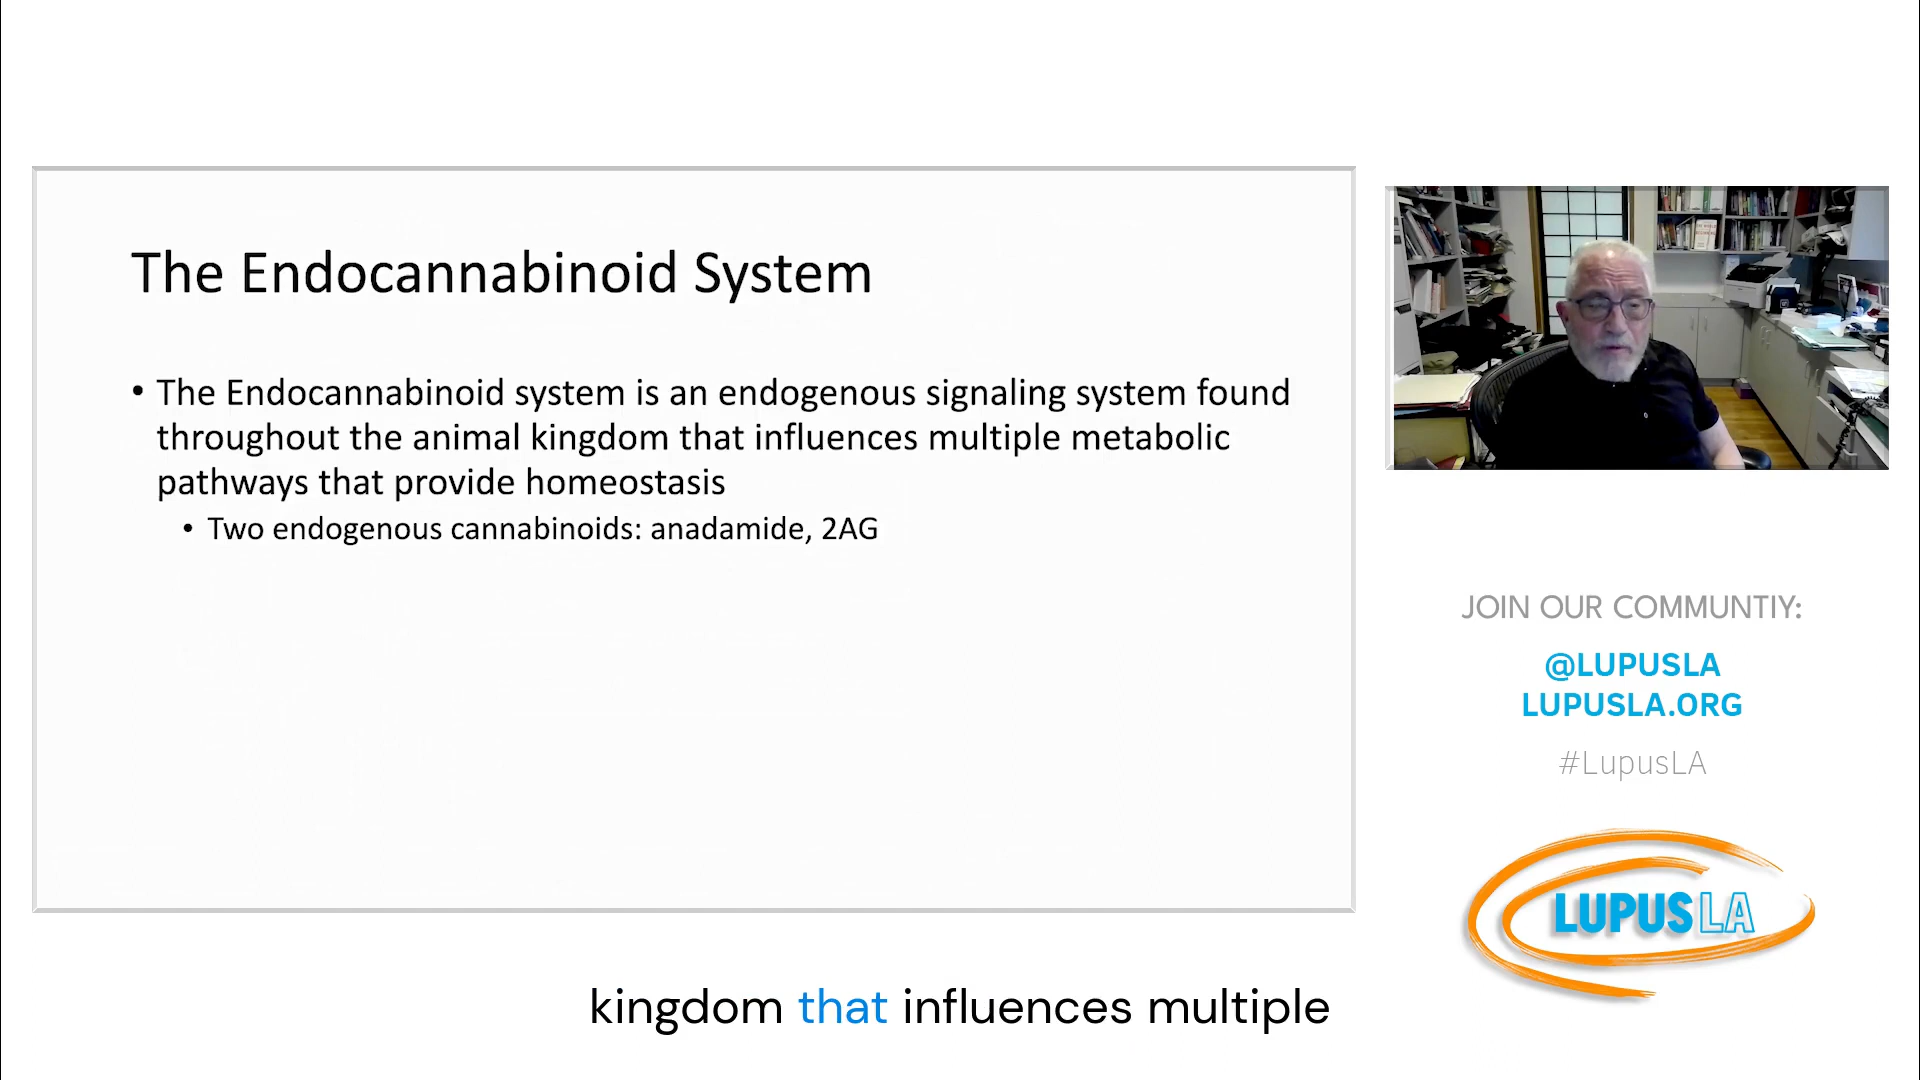 The Endocannabinoid System
• The Endocannabinoid system is an endogenous signaling system found
throughout the animal kingdom that influences multiple metabolic
pathways that provide homeostasis
• Two endogenous cannabinoids: anadamide, 2AG
JOIN OUR COMMUNTIY:
@LUPUSLA
LUPUSLA.ORG
#LupusLA
LUPUS LA
kingdom that influences multiple